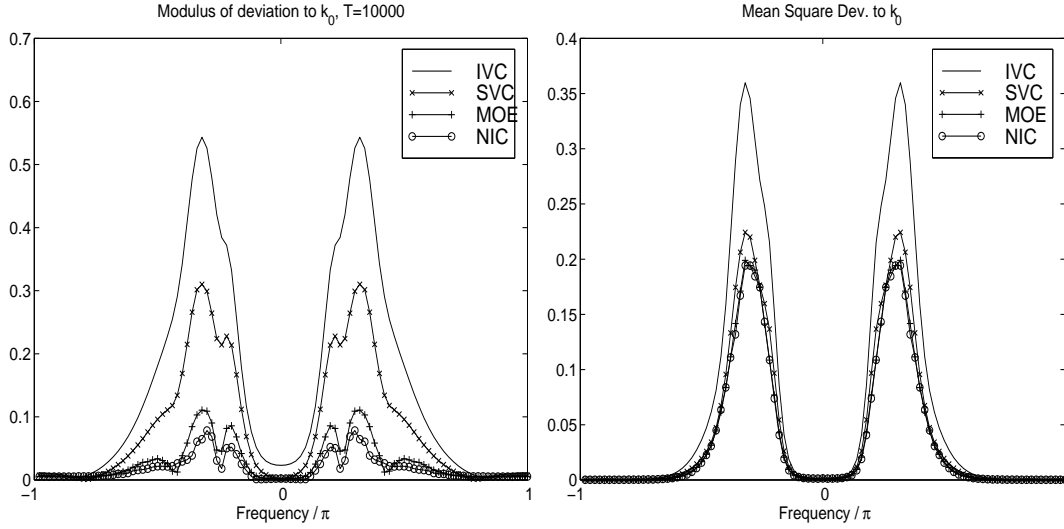 Modulus of deviation to k₀, T=10000
0.7
0.6
0.5
0.4
0.3
0.2
0.1
0
−1
0
1
Frequency / π
IVC
SVC
MOE
NIC
Mean Square Dev. to k₀
0.4
0.35
0.3
0.25
0.2
0.15
0.1
0.05
0
−1
0
Frequency / π
IVC
SVC
MOE
NIC